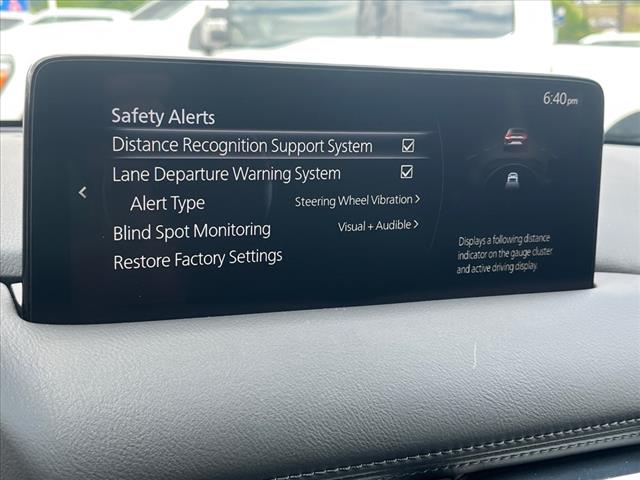 6:40pm
Safety Alerts
Distance Recognition Support System
Lane Departure Warning System
Alert Type Steering Wheel Vibration >
Blind Spot Monitoring Visual + Audible >
Restore Factory Settings
Displays a following distance
indicator on the gauge cluster
and active driving display.